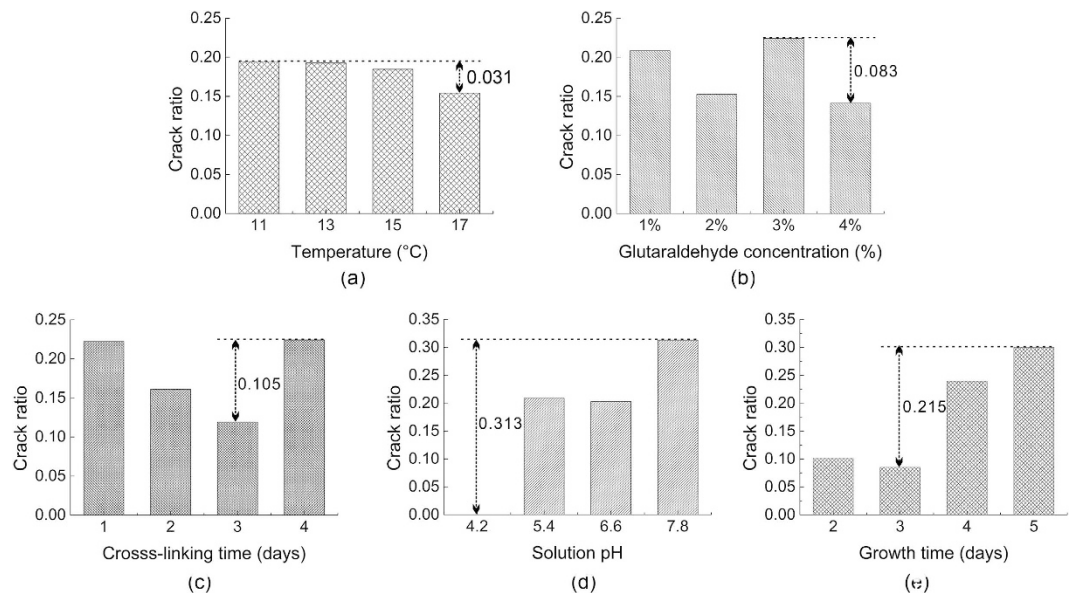 0.25
0.20
0.15
0.10
0.05
0.00
Crack ratio
0.031
11 13 15 17
Temperature (°C)
(a)
0.25
0.20
0.15
0.10
0.05
0.00
Crack ratio
0.083
1% 2% 3% 4%
Glutaraldehyde concentration (%)
(b)
0.25
0.20
0.15
0.10
0.05
0.00
Crack ratio
0.105
1 2 3 4
Crosss-linking time (days)
(c)
0.35
0.30
0.25
0.20
0.15
0.10
0.05
0.00
Crack ratio
0.313
4.2 5.4 6.6 7.8
Solution pH
(d)
0.35
0.30
0.25
0.20
0.15
0.10
0.05
0.00
Crack ratio
0.215
2 3 4 5
Growth time (days)
(e)